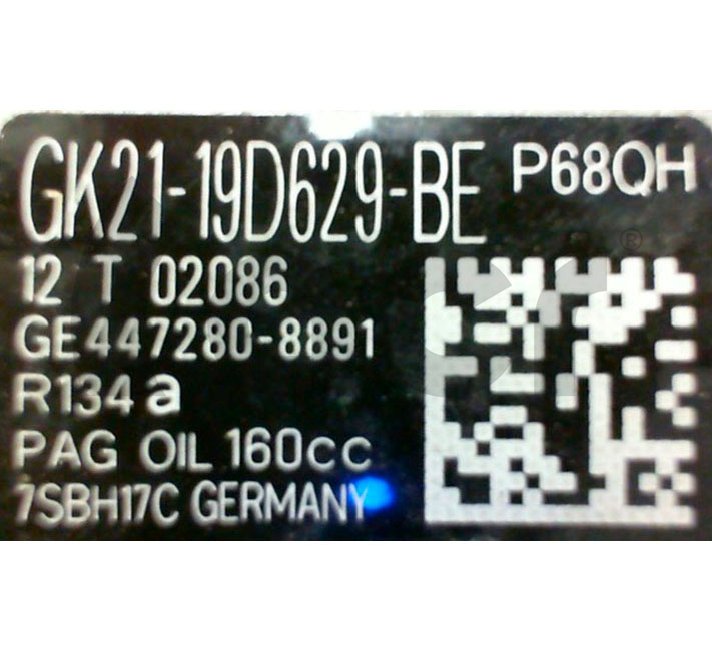 GK21-19D629-BE P68QH
12 T 02086
GE447280-8891
R134a
PAG OIL 160cc
7SBH17C GERMANY